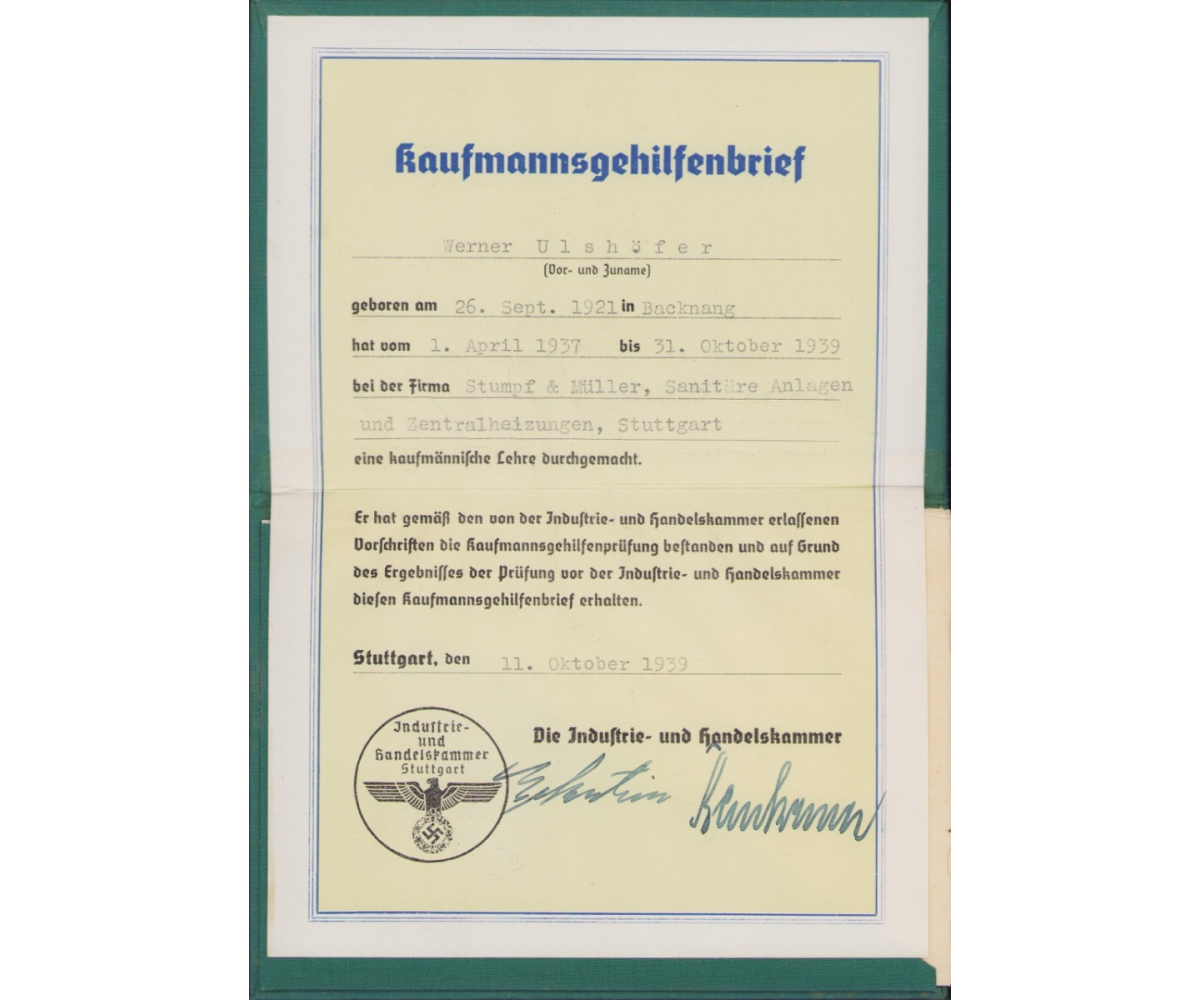 Kaufmannsgehilfenbrief
Werner Ulshöfer
(Vor- und Zuname)
geboren am 26. Sept. 1921 in Backnang
hat vom 1. April 1937 bis 31. Oktober 1939
bei der Firma Stumpf & Müller, Sanitäre Anlagen
und Zentralheizungen, Stuttgart
eine kaufmännische Lehre durchgemacht.
Er hat gemäß den von der Industrie- und Handelskammer erlassenen
Vorschriften die Kaufmannsgehilfenprüfung bestanden und auf Grund
des Ergebnisses der Prüfung vor der Industrie- und Handelskammer
diesen Kaufmannsgehilfenbrief erhalten.
Stuttgart, den 11. Oktober 1939
Die Industrie- und Handelskammer
Industrie-
und
Handelskammer
Stuttgart